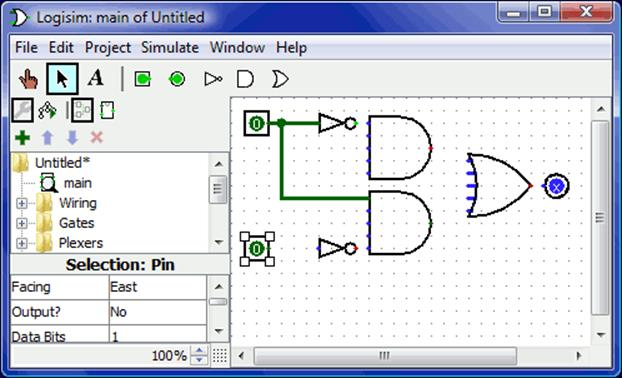 Logisim: main of Untitled
File Edit Project Simulate Window Help
A
0
Untitled*
main
Wiring
Gates
Plexers
0
x
Selection: Pin
Facing East
Output? No
Data Bits 1
100%